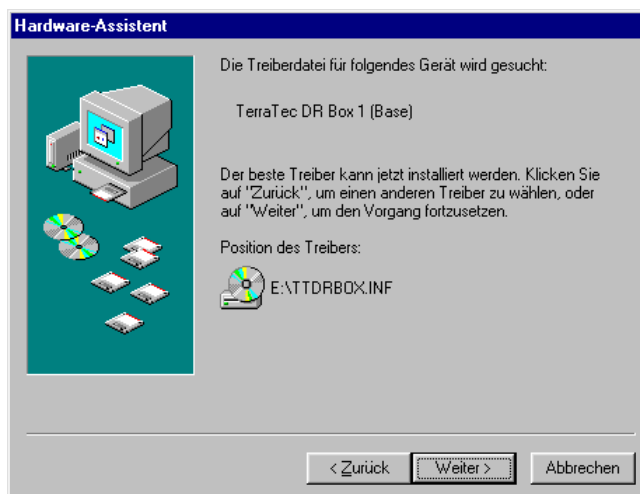 Hardware-Assistent
Die Treiberdatei für folgendes Gerät wird gesucht:
TerraTec DR Box 1 (Base)
Der beste Treiber kann jetzt installiert werden. Klicken Sie
auf "Zurück", um einen anderen Treiber zu wählen, oder
auf "Weiter", um den Vorgang fortzusetzen.
Position des Treibers:
E:\TTDRBOX.INF
< Zurück
Weiter >
Abbrechen